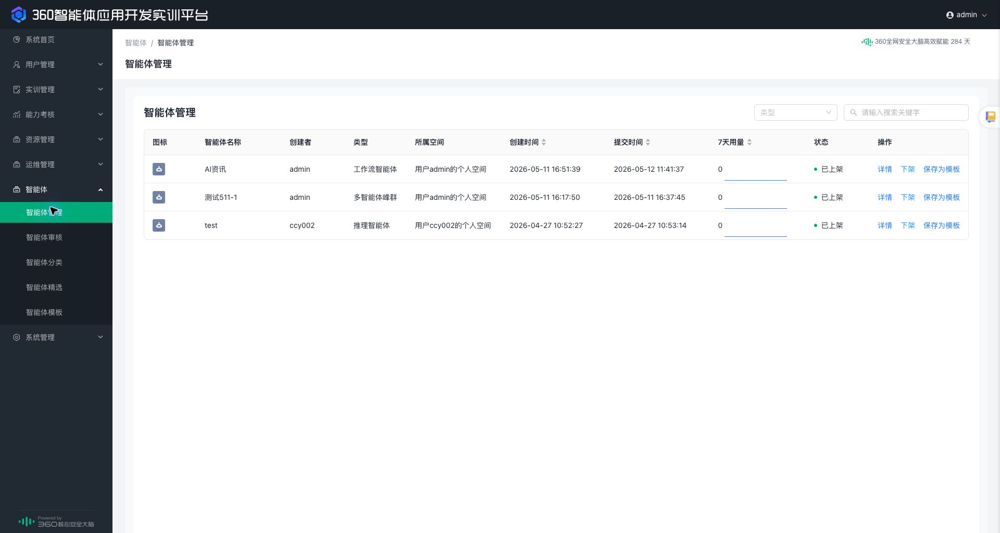 360智能体应用开发实训平台
admin
系统首页
用户管理
实训管理
能力考核
资源管理
运维管理
智能体
智能体管理
智能体审核
智能体分类
智能体精选
智能体模板
系统管理
Powered by
360核心安全大脑
智能体 / 智能体管理
360全网安全大脑高效赋能 284 天
智能体管理
智能体管理
类型
请输入搜索关键字
图标 智能体名称 创建者 类型 所属空间 创建时间 提交时间 7天用量 状态 操作
AI资讯 admin 工作流智能体 用户admin的个人空间 2026-05-11 16:51:39 2026-05-12 11:41:37 0 已上架 详情 下架 保存为模板
测试511-1 admin 多智能体峰群 用户admin的个人空间 2026-05-11 16:17:50 2026-05-11 16:37:45 0 已上架 详情 下架 保存为模板
test ccy002 推理智能体 用户ccy002的个人空间 2026-04-27 10:52:27 2026-04-27 10:53:14 0 已上架 详情 下架 保存为模板